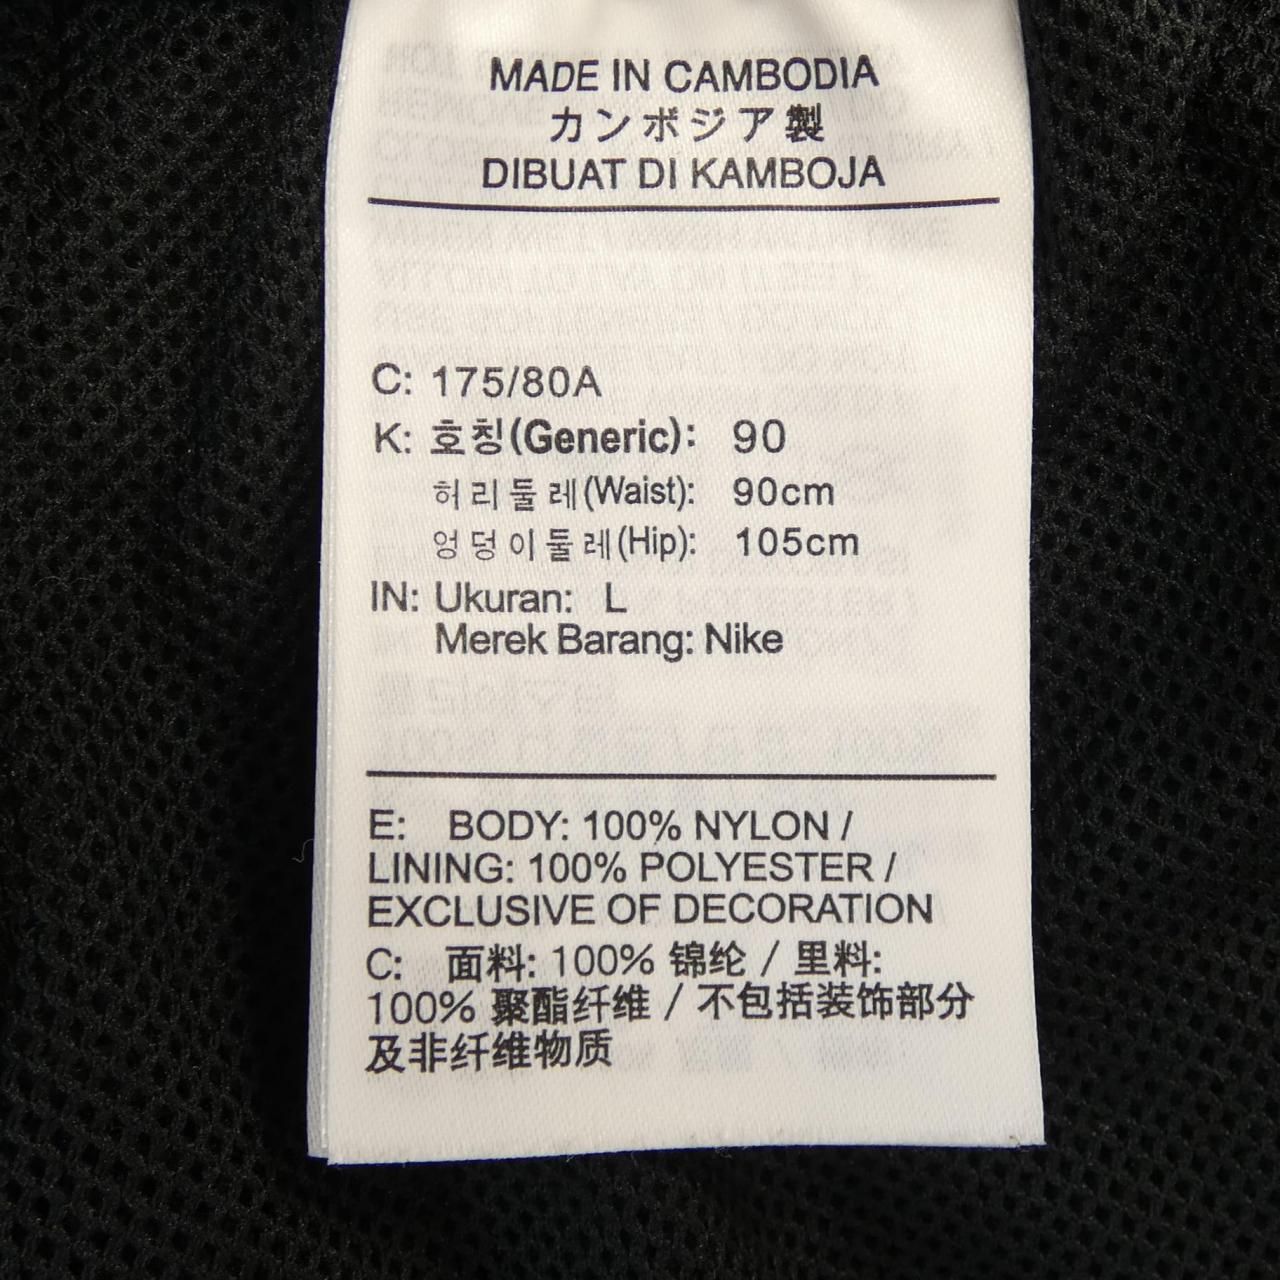 MADE IN CAMBODIA
カンボジア製
DIBUAT DI KAMBOJA
C: 175/80A
K: 호칭(Generic): 90
허리둘레(Waist): 90cm
엉덩이둘레(Hip): 105cm
IN: Ukuran: L
Merek Barang: Nike
E: BODY: 100% NYLON /
LINING: 100% POLYESTER /
EXCLUSIVE OF DECORATION
C: 面料: 100% 锦纶 / 里料:
100% 聚酯纤维 / 不包括装饰部分
及非纤维物质